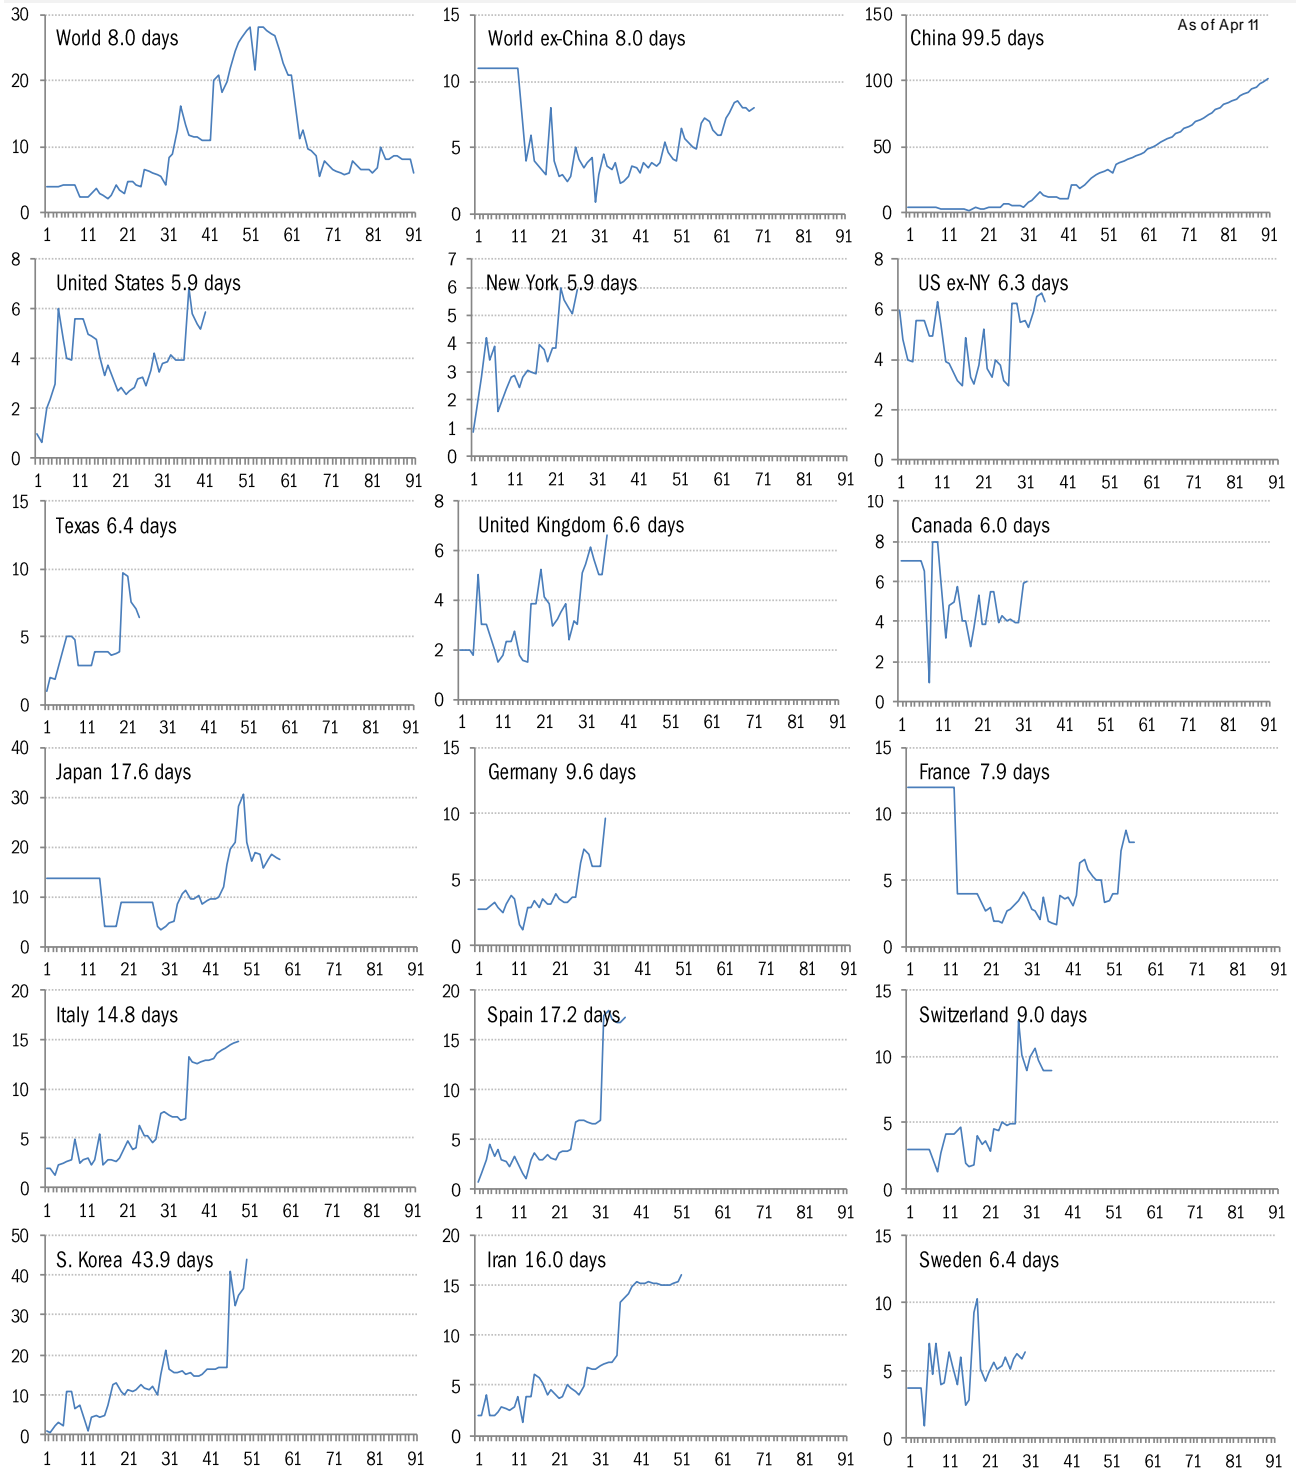 World 8.0 days
30
20
10
0
1 11 21 31 41 51 61 71 81 91
World ex-China 8.0 days
15
10
5
0
1 11 21 31 41 51 61 71 81 91
China 99.5 days
As of Apr 11
150
100
50
0
1 11 21 31 41 51 61 71 81 91
United States 5.9 days
8
6
4
2
0
1 11 21 31 41 51 61 71 81 91
New York 5.9 days
7
6
5
4
3
2
1
0
1 11 21 31 41 51 61 71 81 91
US ex-NY 6.3 days
8
6
4
2
0
1 11 21 31 41 51 61 71 81 91
Texas 6.4 days
15
10
5
0
1 11 21 31 41 51 61 71 81 91
United Kingdom 6.6 days
8
6
4
2
0
1 11 21 31 41 51 61 71 81 91
Canada 6.0 days
10
8
6
4
2
0
1 11 21 31 41 51 61 71 81 91
Japan 17.6 days
40
30
20
10
0
1 11 21 31 41 51 61 71 81 91
Germany 9.6 days
15
10
5
0
1 11 21 31 41 51 61 71 81 91
France 7.9 days
15
10
5
0
1 11 21 31 41 51 61 71 81 91
Italy 14.8 days
20
15
10
5
0
1 11 21 31 41 51 61 71 81 91
Spain 17.2 days
20
15
10
5
0
1 11 21 31 41 51 61 71 81 91
Switzerland 9.0 days
15
10
5
0
1 11 21 31 41 51 61 71 81 91
S. Korea 43.9 days
50
40
30
20
10
0
1 11 21 31 41 51 61 71 81 91
Iran 16.0 days
20
15
10
5
0
1 11 21 31 41 51 61 71 81 91
Sweden 6.4 days
15
10
5
0
1 11 21 31 41 51 61 71 81 91